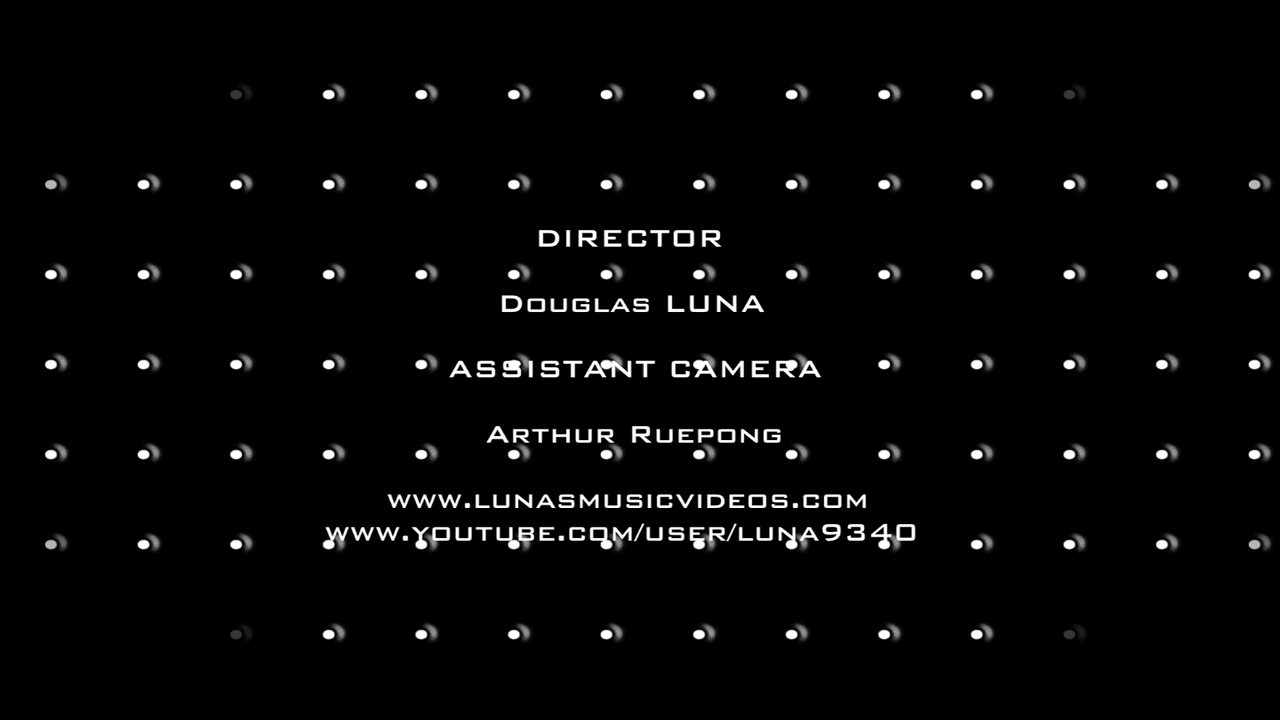 DIRECTOR
Douglas LUNA
ASSISTANT CAMERA
Arthur Ruepong
www.lunasmusicvideos.com
www.youtube.com/user/luna9340